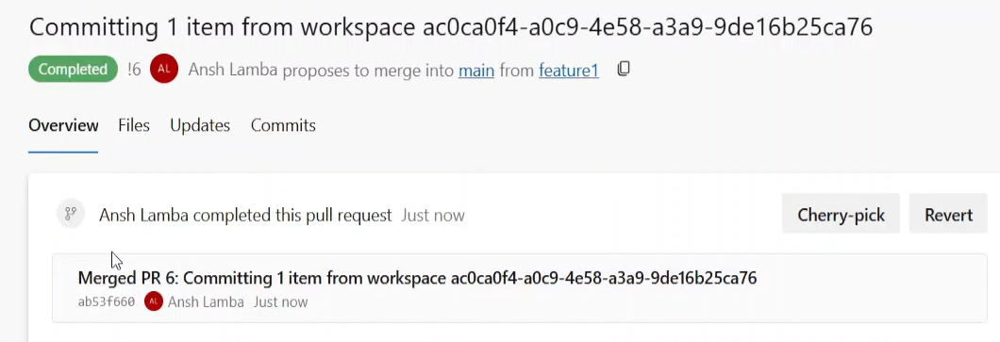 Committing 1 item from workspace ac0ca0f4-a0c9-4e58-a3a9-9de16b25ca76
Completed !6 AL Ansh Lamba proposes to merge into main from feature1
Overview Files Updates Commits
Ansh Lamba completed this pull request Just now Cherry-pick Revert
Merged PR 6: Committing 1 item from workspace ac0ca0f4-a0c9-4e58-a3a9-9de16b25ca76
ab53f660 AL Ansh Lamba Just now